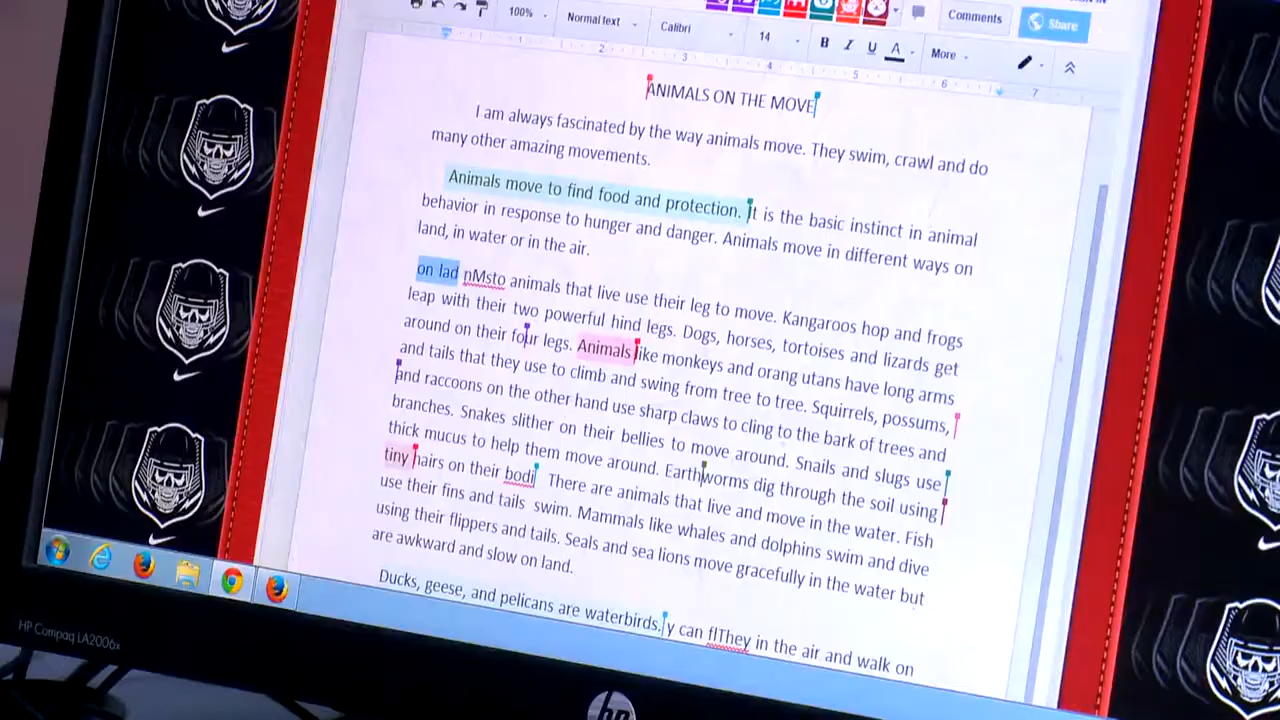 100% Normal text Calibri 14 B I U A More Comments Share
1 2 3 4 5 6 7
ANIMALS ON THE MOVE
I am always fascinated by the way animals move. They swim, crawl and do
many other amazing movements.
Animals move to find food and protection. It is the basic instinct in animal
behavior in response to hunger and danger. Animals move in different ways on
land, in water or in the air.
on lad pMsto animals that live use their leg to move. Kangaroos hop and frogs
leap with their two powerful hind legs. Dogs, horses, tortoises and lizards get
around on their four legs. Animals like monkeys and orang utans have long arms
and tails that they use to climb and swing from tree to tree. Squirrels, possums,
and raccoons on the other hand use sharp claws to cling to the bark of trees and
branches. Snakes slither on their bellies to move around. Snails and slugs use
thick mucus to help them move around. Earthworms dig through the soil using
tiny hairs on their bodi There are animals that live and move in the water. Fish
use their fins and tails swim. Mammals like whales and dolphins swim and dive
using their flippers and tails. Seals and sea lions move gracefully in the water but
are awkward and slow on land.
Ducks, geese, and pelicans are waterbirds. y can flThey in the air and walk on
HP Compaq LA2006x
hp